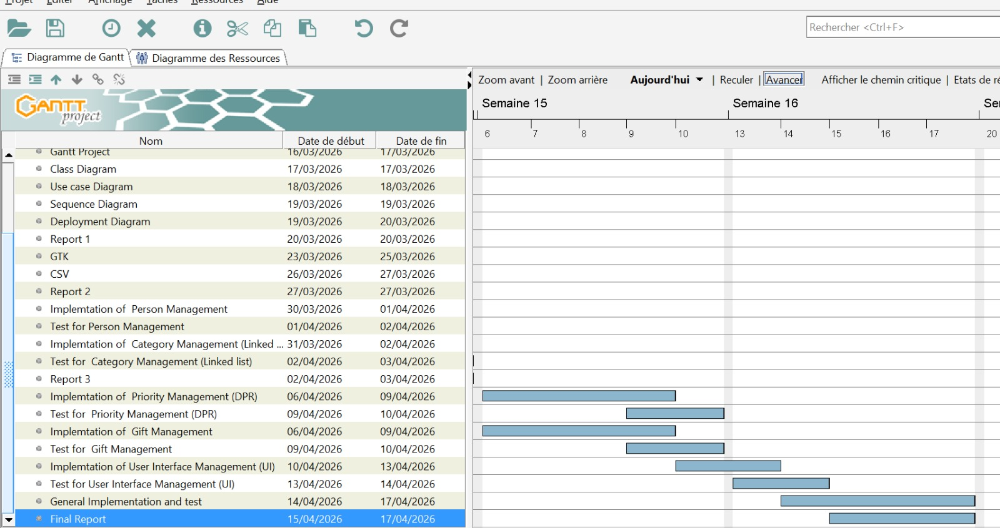 Projet Editer Affichage Tâches Ressources Aide
Rechercher <Ctrl+F>
Diagramme de Gantt Diagramme des Ressources
Zoom avant | Zoom arrière Aujourd'hui | Reculer | Avancer Afficher le chemin critique | Etats de ré
GANTT project
Semaine 15 Semaine 16 Se
6 7 8 9 10 13 14 15 16 17 20
Nom Date de début Date de fin
Gantt Project 16/03/2026 17/03/2026
Class Diagram 17/03/2026 17/03/2026
Use case Diagram 18/03/2026 18/03/2026
Sequence Diagram 19/03/2026 19/03/2026
Deployment Diagram 19/03/2026 20/03/2026
Report 1 20/03/2026 20/03/2026
GTK 23/03/2026 25/03/2026
CSV 26/03/2026 27/03/2026
Report 2 27/03/2026 27/03/2026
Implemtation of  Person Management 30/03/2026 01/04/2026
Test for Person Management 01/04/2026 02/04/2026
Implemtation of  Category Management (Linked ... 31/03/2026 02/04/2026
Test for  Category Management (Linked list) 02/04/2026 03/04/2026
Report 3 02/04/2026 03/04/2026
Implemtation of  Priority Management (DPR) 06/04/2026 09/04/2026
Test for  Priority Management (DPR) 09/04/2026 10/04/2026
Implemtation of  Gift Management 06/04/2026 09/04/2026
Test for  Gift Management 09/04/2026 10/04/2026
Implemtation of User Interface Management (UI) 10/04/2026 13/04/2026
Test for User Interface Management (UI) 13/04/2026 14/04/2026
General Implementation and test 14/04/2026 17/04/2026
Final Report 15/04/2026 17/04/2026